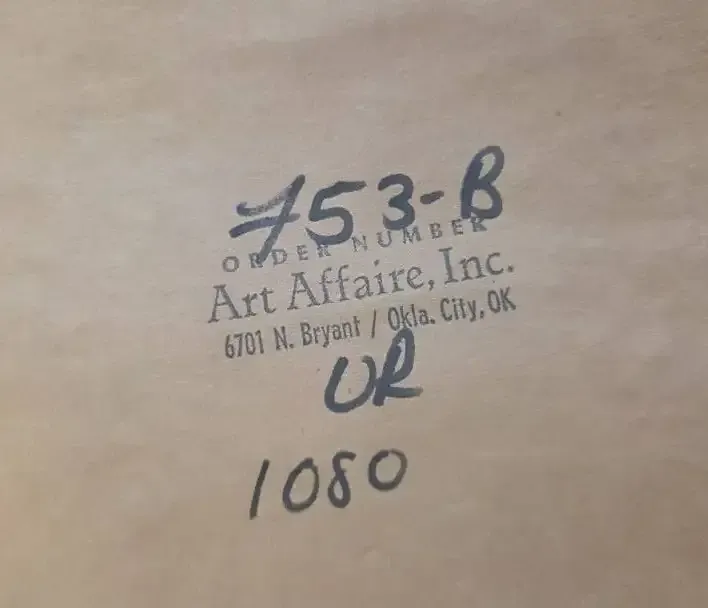 753-B
ORDER NUMBER
Art Affaire, Inc.
6701 N. Bryant / Okla. City, OK
UR
1080